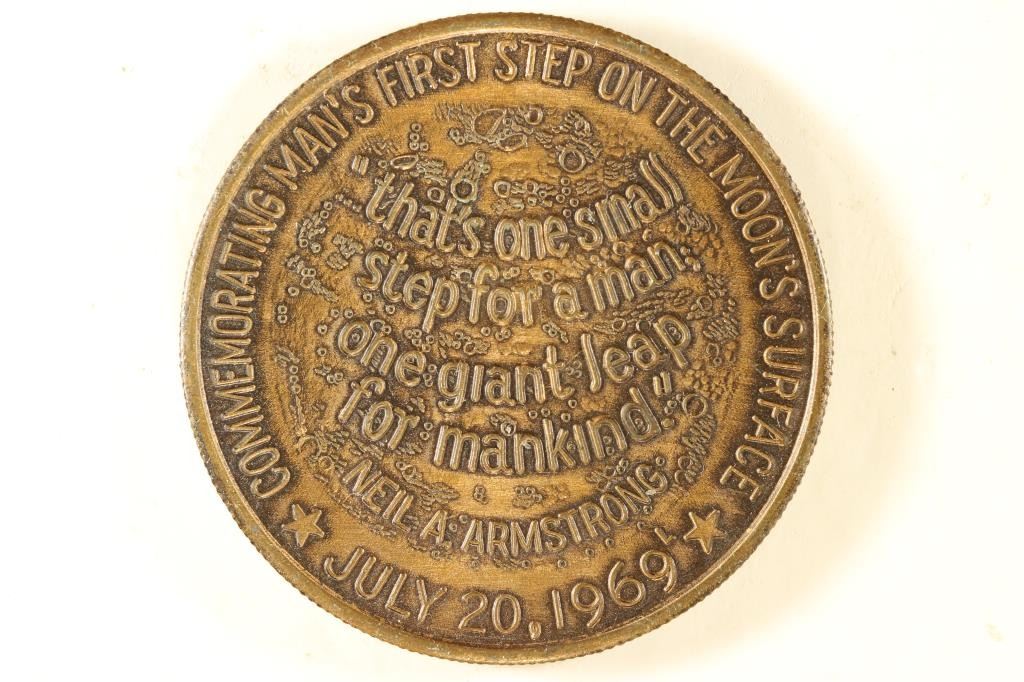 COMMEMORATING MAN'S FIRST STEP ON THE MOON'S SURFACE
"that's one small
step for a man.
one giant leap
for mankind."
NEIL A. ARMSTRONG
JULY 20, 1969